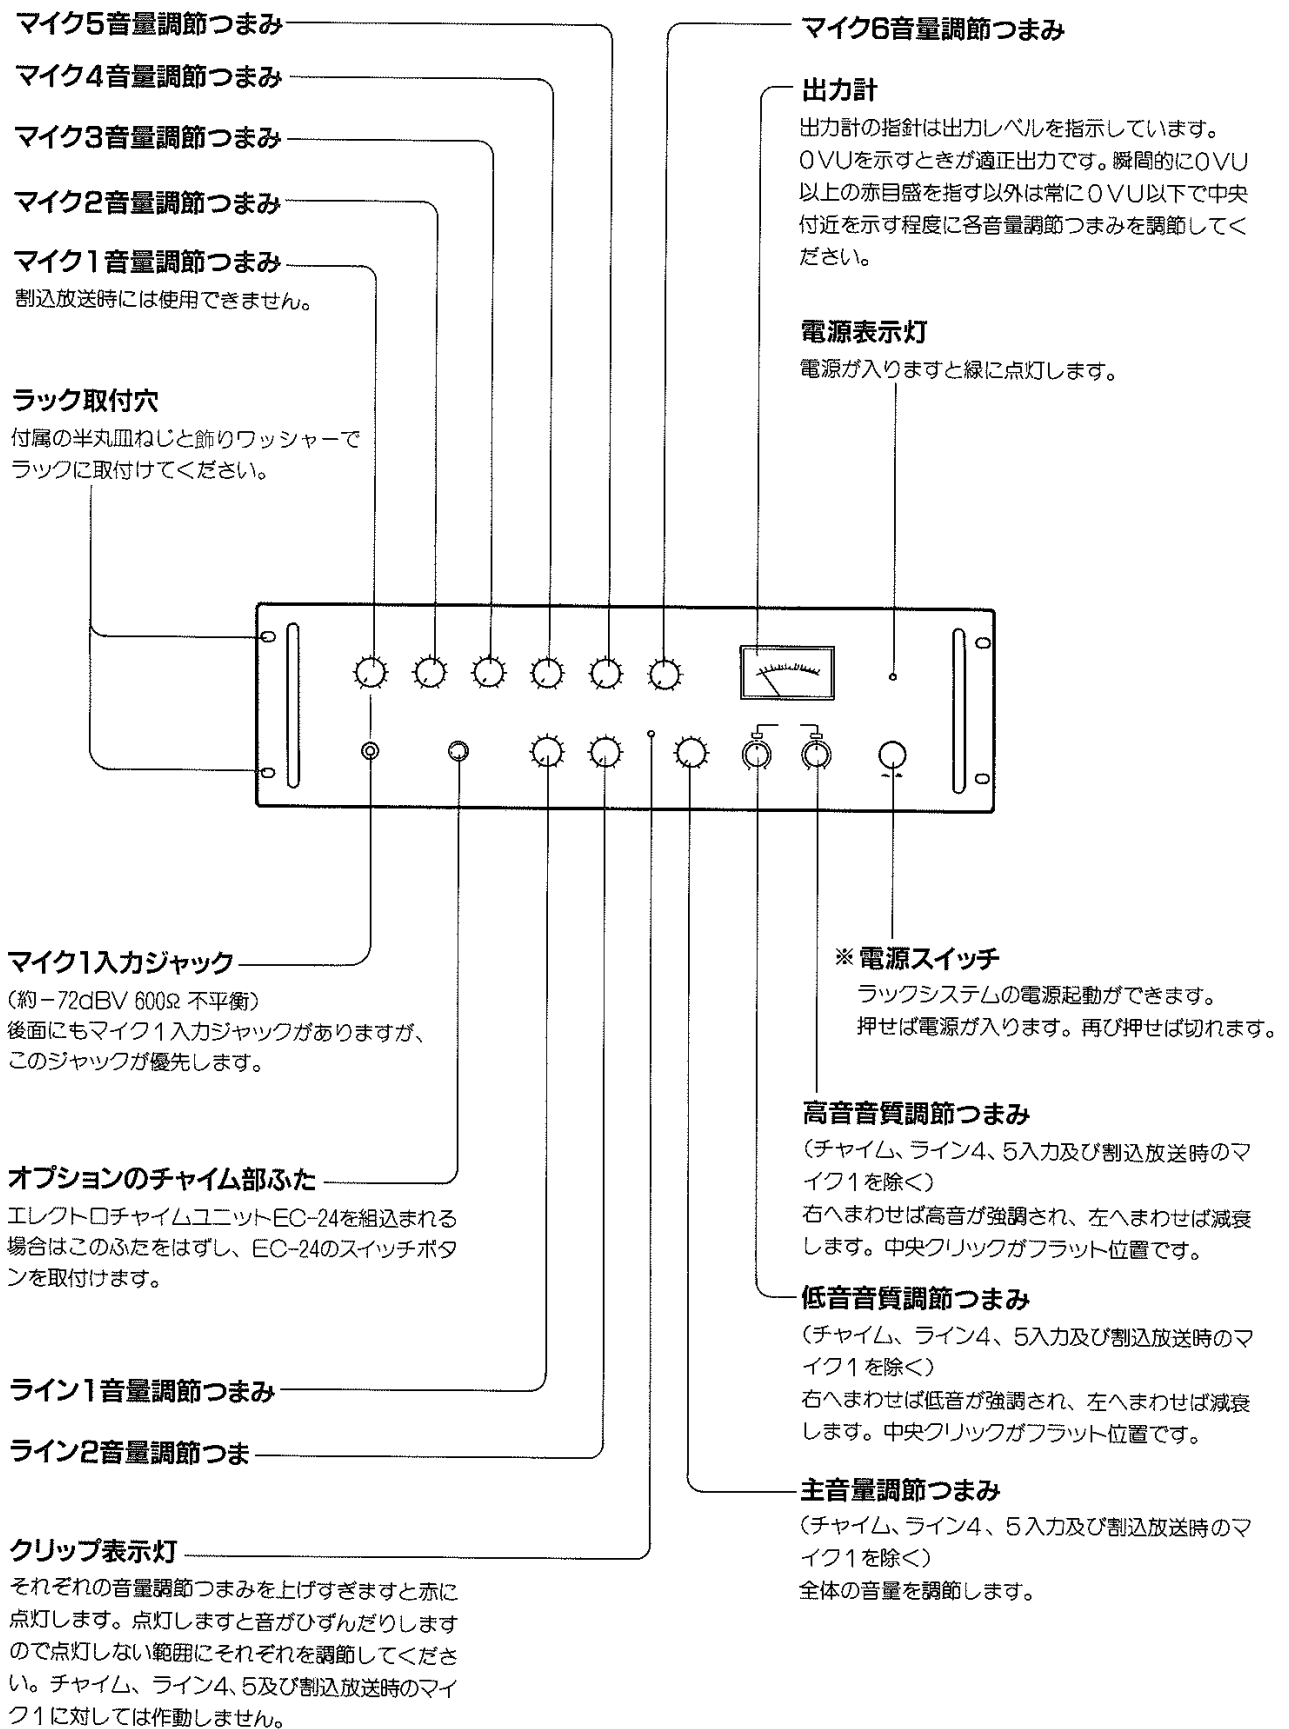 マイク5音量調節つまみ
マイク4音量調節つまみ
マイク3音量調節つまみ
マイク2音量調節つまみ
マイク1音量調節つまみ
割込放送時には使用できません。
ラック取付穴
付属の半丸皿ねじと飾りワッシャーで
ラックに取付けてください。
マイク6音量調節つまみ
出力計
出力計の指針は出力レベルを指示しています。
0VUを示すときが適正出力です。瞬間的に0VU
以上の赤目盛を指す以外は常に0VU以下で中央
付近を示す程度に各音量調節つまみを調節してく
ださい。
電源表示灯
電源が入りますと緑に点灯します。
マイク1入力ジャック
(約-72dBV 600Ω 不平衡)
後面にもマイク1入力ジャックがありますが、
このジャックが優先します。
オプションのチャイム部ふた
エレクトロチャイムユニットEC-24を組込まれる
場合はこのふたをはずし、EC-24のスイッチボタ
ンを取付けます。
ライン1音量調節つまみ
ライン2音量調節つま
クリップ表示灯
それぞれの音量調節つまみを上げすぎますと赤に
点灯します。点灯しますと音がひずんだりします
ので点灯しない範囲にそれぞれを調節してくださ
い。チャイム、ライン4、5及び割込放送時のマイ
ク1に対しては作動しません。
※電源スイッチ
ラックシステムの電源起動ができます。
押せば電源が入ります。再び押せば切れます。
高音音質調節つまみ
(チャイム、ライン4、5入力及び割込放送時のマ
イク1を除く)
右へまわせば高音が強調され、左へまわせば減衰
します。中央クリックがフラット位置です。
低音音質調節つまみ
(チャイム、ライン4、5入力及び割込放送時のマ
イク1を除く)
右へまわせば低音が強調され、左へまわせば減衰
します。中央クリックがフラット位置です。
主音量調節つまみ
(チャイム、ライン4、5入力及び割込放送時のマ
イク1を除く)
全体の音量を調節します。